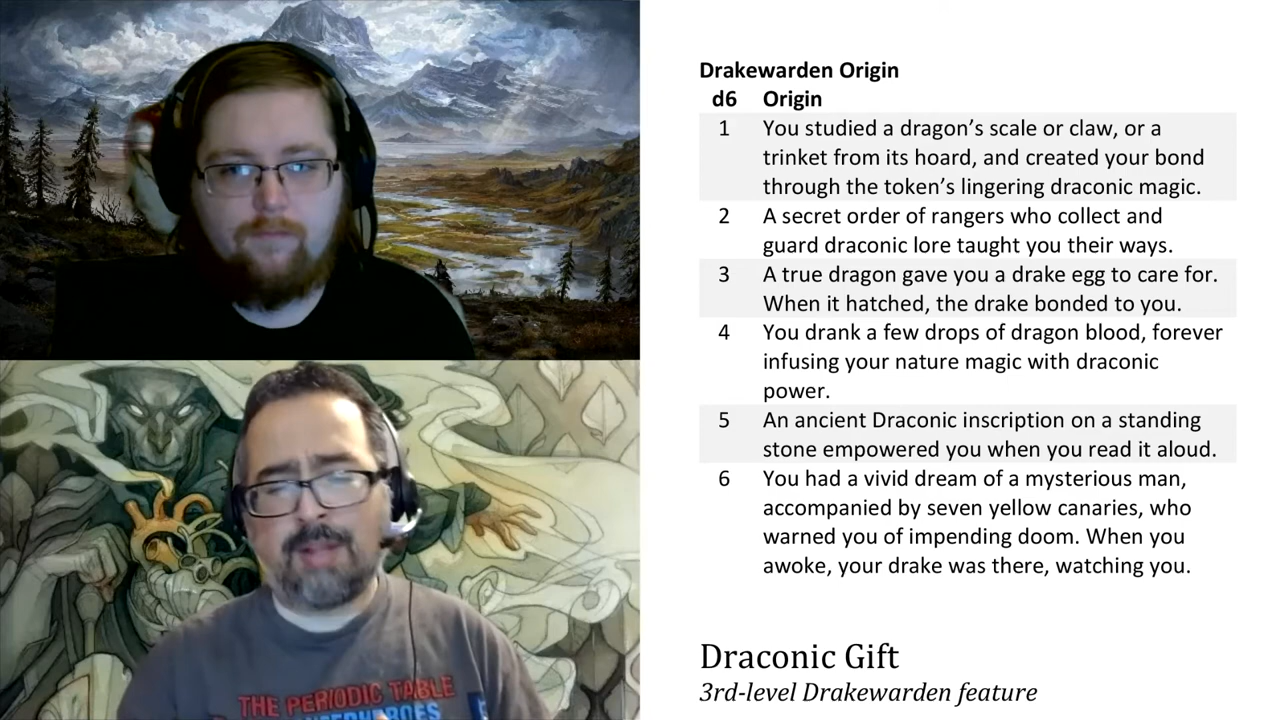 Drakewarden Origin
d6 Origin
1 You studied a dragon’s scale or claw, or a
trinket from its hoard, and created your bond
through the token’s lingering draconic magic.
2 A secret order of rangers who collect and
guard draconic lore taught you their ways.
3 A true dragon gave you a drake egg to care for.
When it hatched, the drake bonded to you.
4 You drank a few drops of dragon blood, forever
infusing your nature magic with draconic
power.
5 An ancient Draconic inscription on a standing
stone empowered you when you read it aloud.
6 You had a vivid dream of a mysterious man,
accompanied by seven yellow canaries, who
warned you of impending doom. When you
awoke, your drake was there, watching you.
Draconic Gift
3rd-level Drakewarden feature
THE PERIODIC TABLE